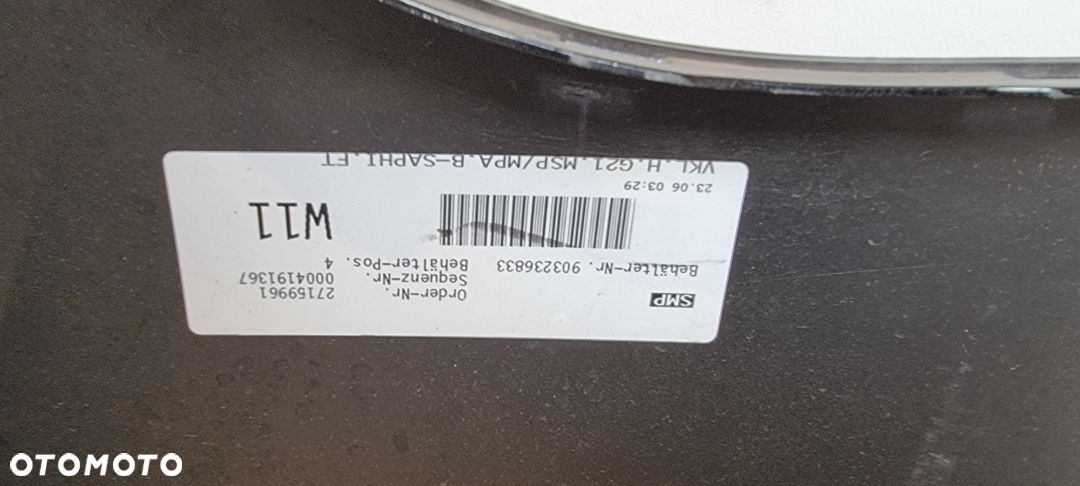 SMP
Order-Nr. 27159961
Sequenz-Nr. 0004191367
Behälter-Nr. 903236833 Behälter-Pos. 4
W11
23.06 03:29
VKL.H.G21.MSP/MPA.B-SAPHI.ET
OTOMOTO